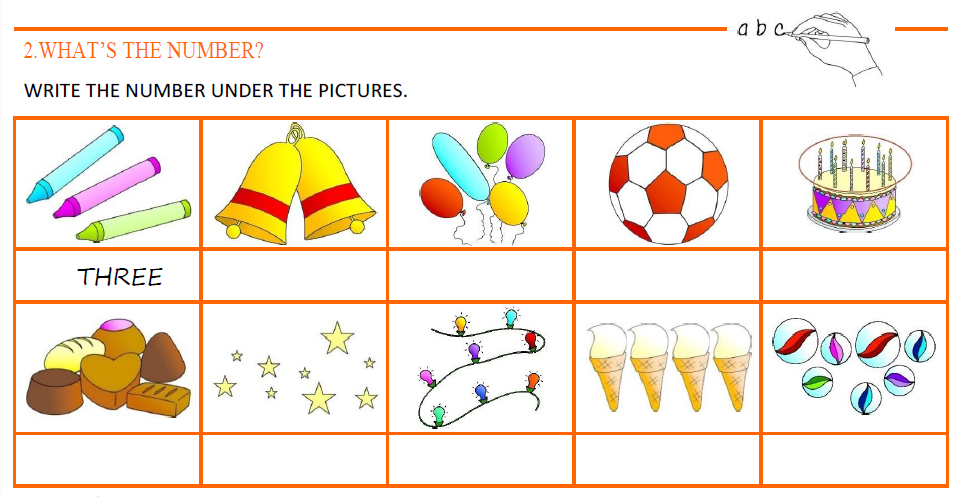 a b c
2.WHAT'S THE NUMBER?
WRITE THE NUMBER UNDER THE PICTURES.
THREE